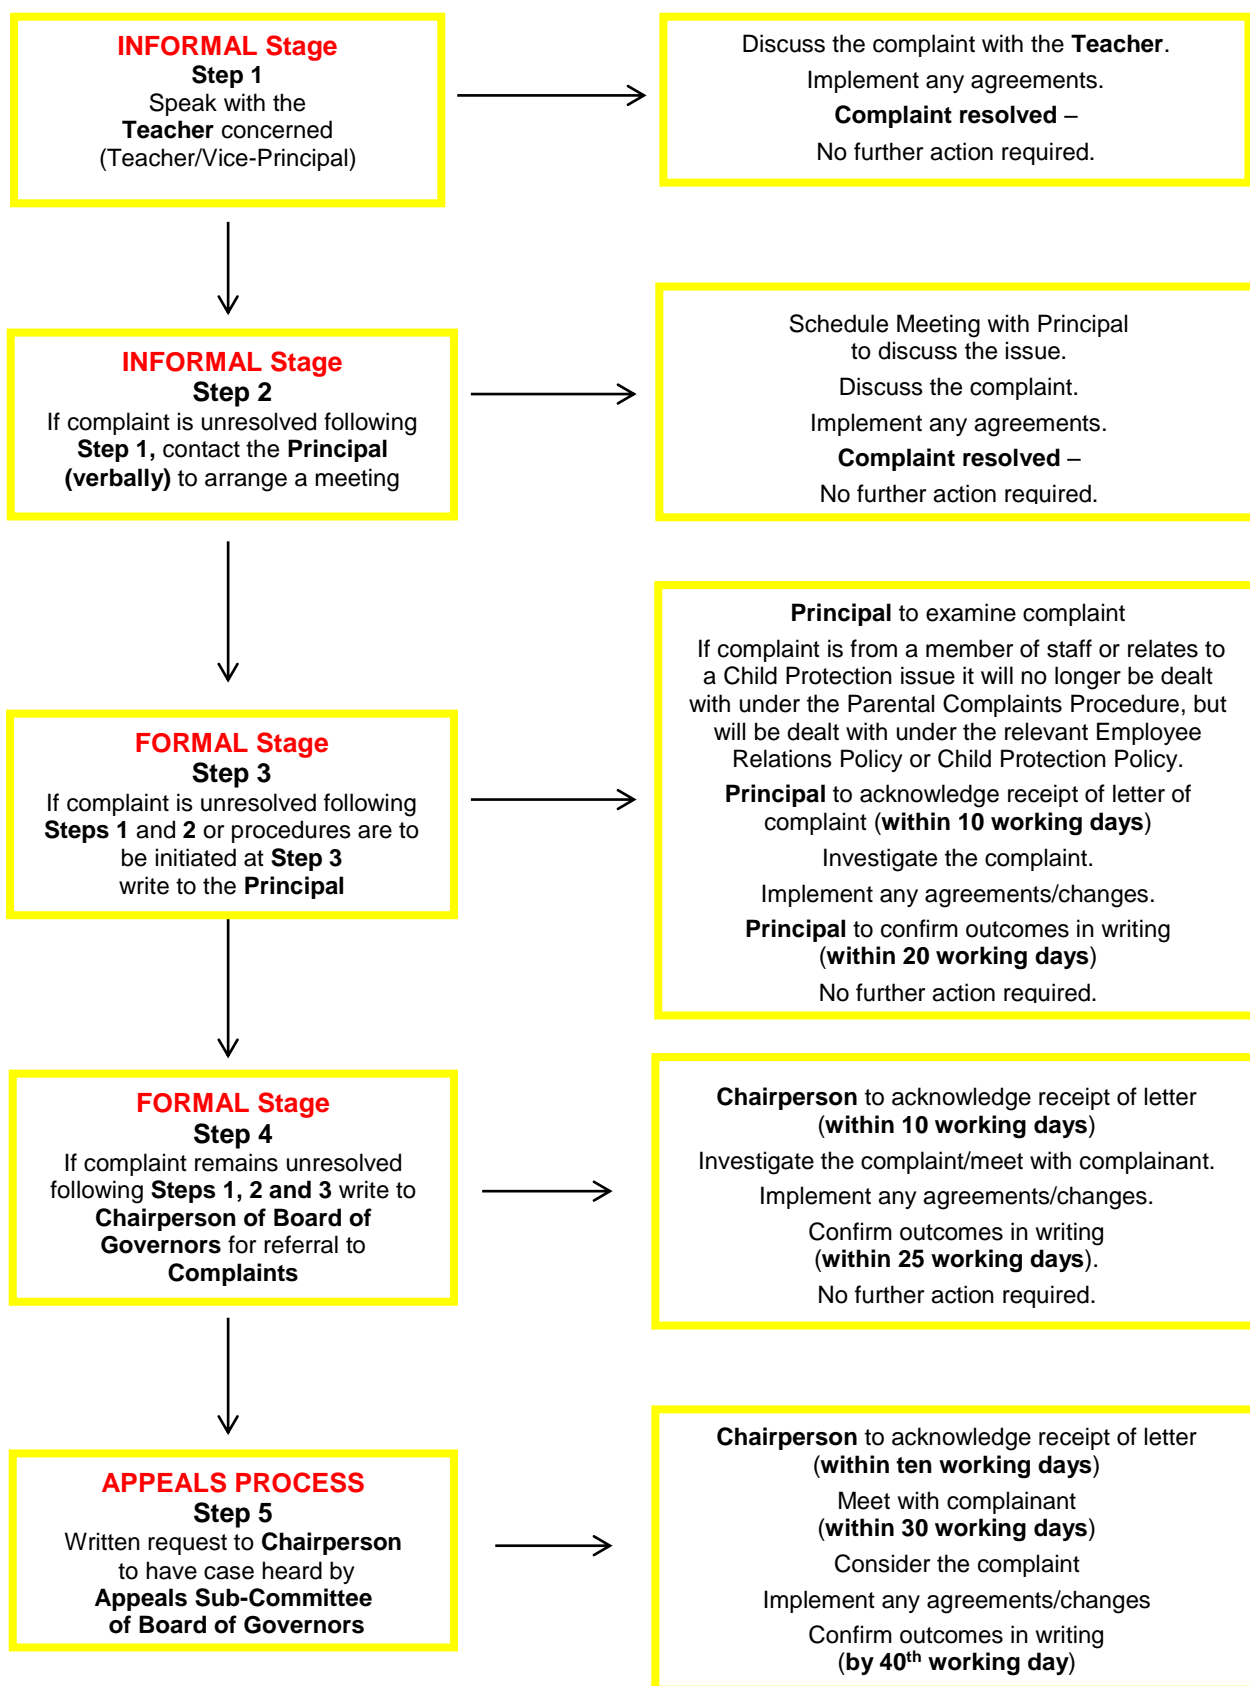 INFORMAL Stage
Step 1
Speak with the
Teacher concerned
(Teacher/Vice-Principal)
Discuss the complaint with the Teacher.
Implement any agreements.
Complaint resolved –
No further action required.
INFORMAL Stage
Step 2
If complaint is unresolved following
Step 1, contact the Principal
(verbally) to arrange a meeting
Schedule Meeting with Principal
to discuss the issue.
Discuss the complaint.
Implement any agreements.
Complaint resolved –
No further action required.
FORMAL Stage
Step 3
If complaint is unresolved following
Steps 1 and 2 or procedures are to
be initiated at Step 3
write to the Principal
Principal to examine complaint
If complaint is from a member of staff or relates to
a Child Protection issue it will no longer be dealt
with under the Parental Complaints Procedure, but
will be dealt with under the relevant Employee
Relations Policy or Child Protection Policy.
Principal to acknowledge receipt of letter of
complaint (within 10 working days)
Investigate the complaint.
Implement any agreements/changes.
Principal to confirm outcomes in writing
(within 20 working days)
No further action required.
FORMAL Stage
Step 4
If complaint remains unresolved
following Steps 1, 2 and 3 write to
Chairperson of Board of
Governors for referral to
Complaints
Chairperson to acknowledge receipt of letter
(within 10 working days)
Investigate the complaint/meet with complainant.
Implement any agreements/changes.
Confirm outcomes in writing
(within 25 working days).
No further action required.
APPEALS PROCESS
Step 5
Written request to Chairperson
to have case heard by
Appeals Sub-Committee
of Board of Governors
Chairperson to acknowledge receipt of letter
(within ten working days)
Meet with complainant
(within 30 working days)
Consider the complaint
Implement any agreements/changes
Confirm outcomes in writing
(by 40th working day)